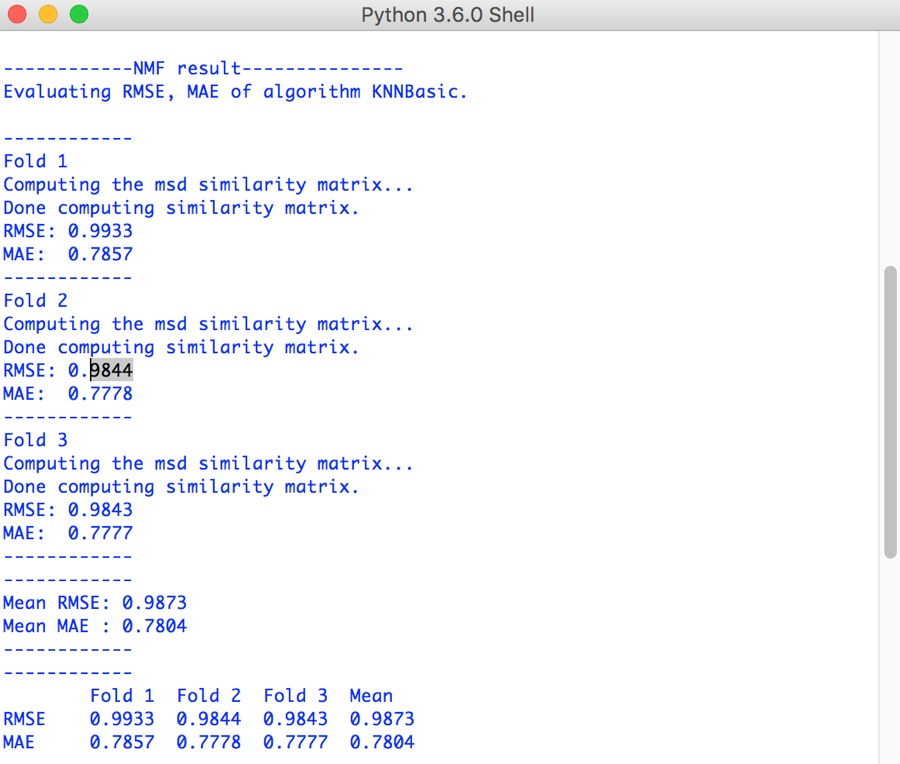 Python 3.6.0 Shell
------------NMF result---------------
Evaluating RMSE, MAE of algorithm KNNBasic.
------------
Fold 1
Computing the msd similarity matrix...
Done computing similarity matrix.
RMSE: 0.9933
MAE:  0.7857
------------
Fold 2
Computing the msd similarity matrix...
Done computing similarity matrix.
RMSE: 0.9844
MAE:  0.7778
------------
Fold 3
Computing the msd similarity matrix...
Done computing similarity matrix.
RMSE: 0.9843
MAE:  0.7777
------------
------------
Mean RMSE: 0.9873
Mean MAE : 0.7804
------------
------------
        Fold 1  Fold 2  Fold 3  Mean
RMSE    0.9933  0.9844  0.9843  0.9873
MAE     0.7857  0.7778  0.7777  0.7804